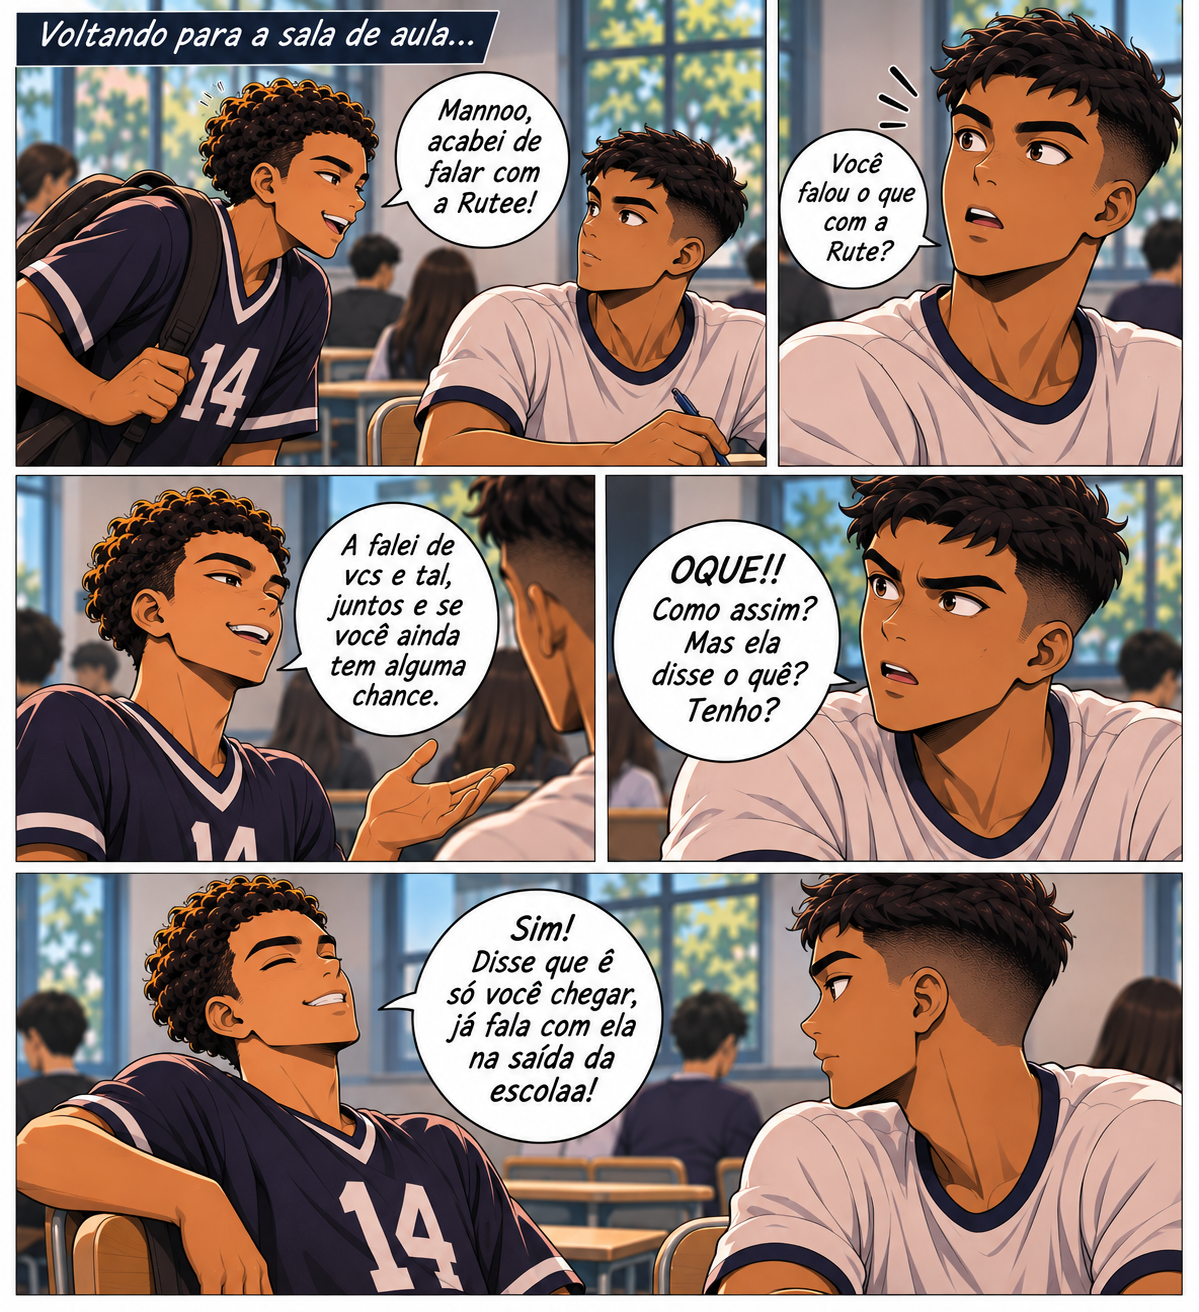 Voltando para a sala de aula...
Mannoo,
acabei de
falar com
a Rutee!
Você
falou o que
com a
Rute?
14
A falei de
vcs e tal,
juntos e se
você ainda
tem alguma
chance.
14
OQUE!!
Como assim?
Mas ela
disse o quê?
Tenho?
Sim!
Disse que ê
só você chegar,
já fala com ela
na saída da
escolaa!
14